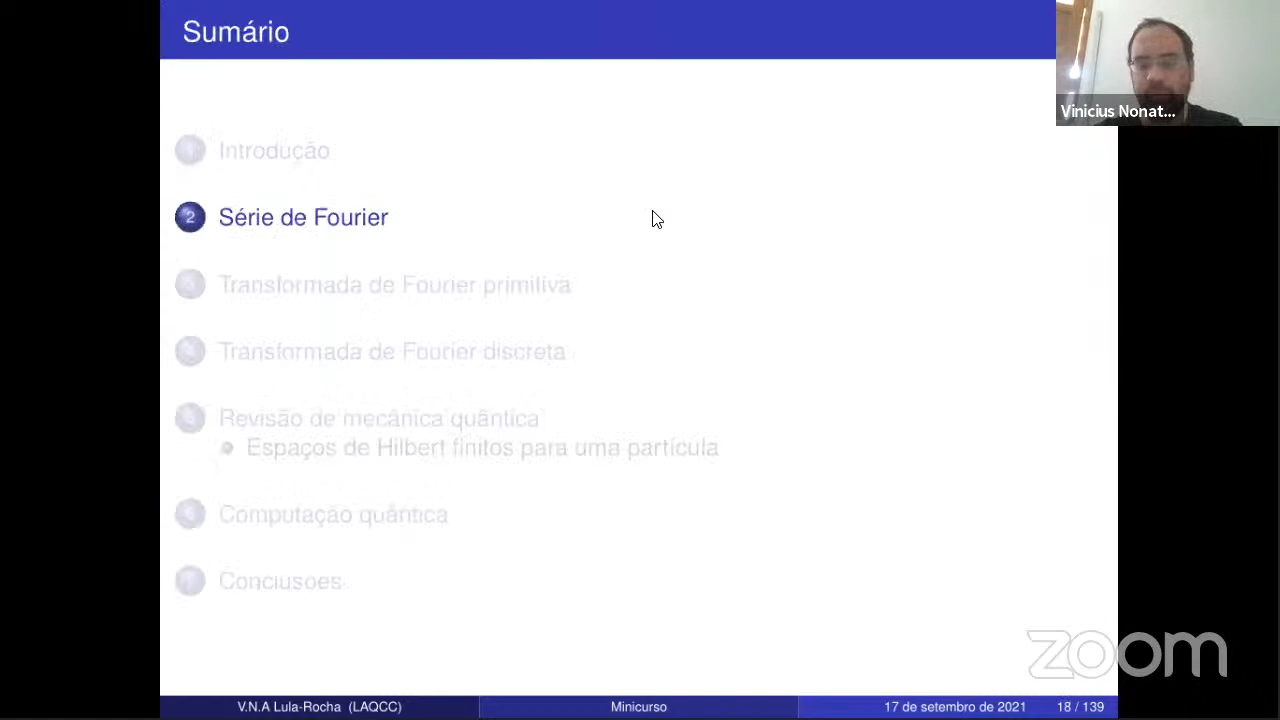 Sumário
Vinicius Nonat...
Introdução
2 Série de Fourier
Transformada de Fourier primitiva
Transformada de Fourier discreta
Revisão de mecânica quântica
Espaços de Hilbert finitos para uma partícula
Computação quântica
Conclusões
zoom
V.N.A Lula-Rocha (LAQCC) Minicurso 17 de setembro de 2021 18 / 139